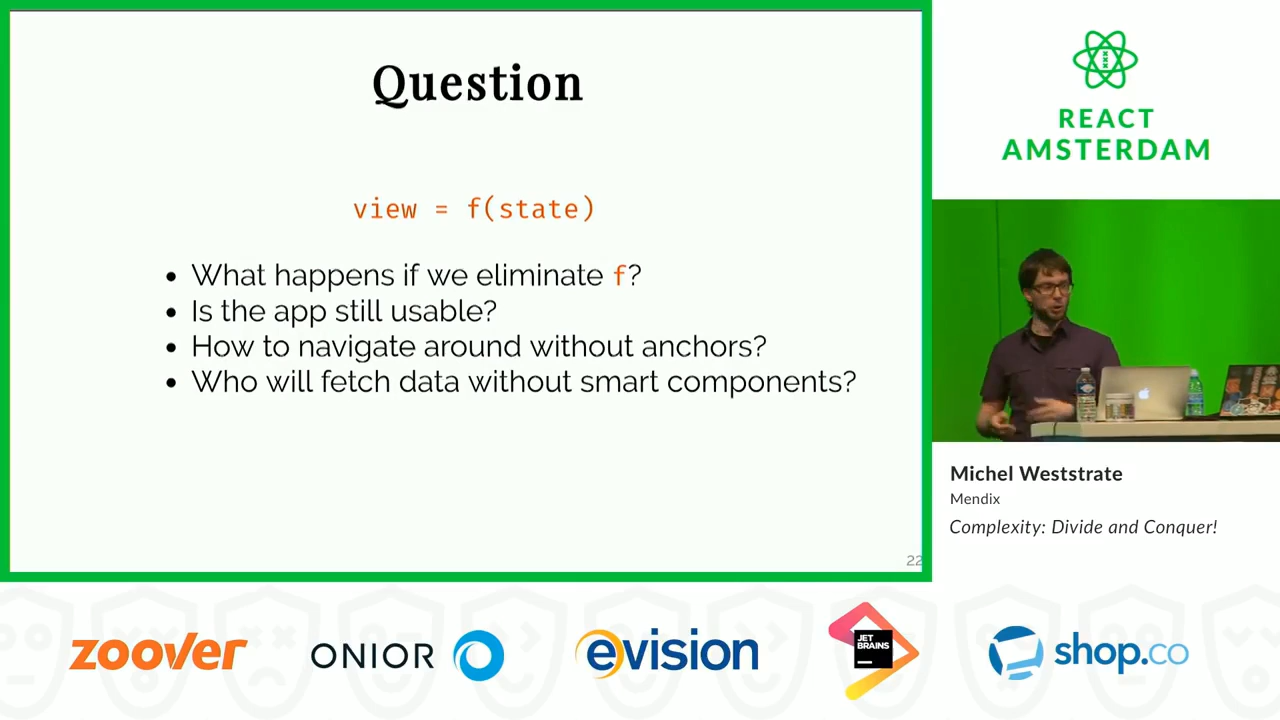 Question
view = f(state)
• What happens if we eliminate f?
• Is the app still usable?
• How to navigate around without anchors?
• Who will fetch data without smart components?
22
REACT
AMSTERDAM
Michel Weststrate
Mendix
Complexity: Divide and Conquer!
zoover
ONIOR
evision
JET
BRAINS
shop.co